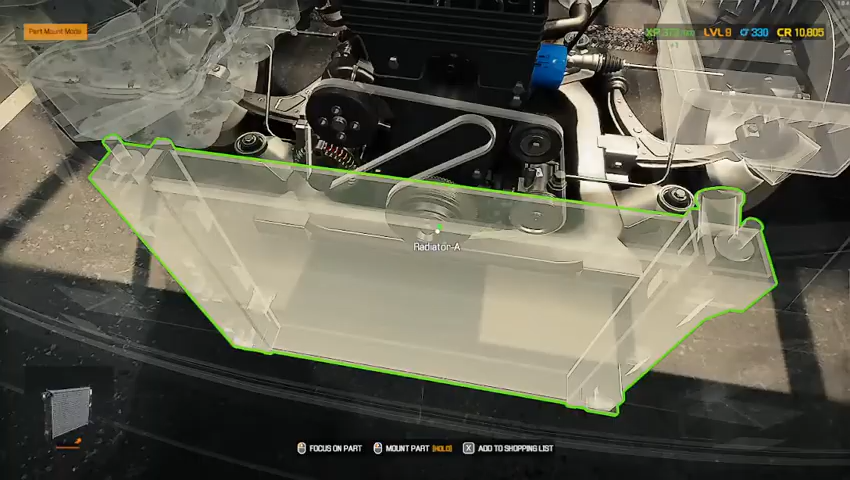 Part Mount Mode
LVL 8 330 CR 10,805
Radiator-A
FOCUS ON PART MOUNT PART [HOLD] X ADD TO SHOPPING LIST